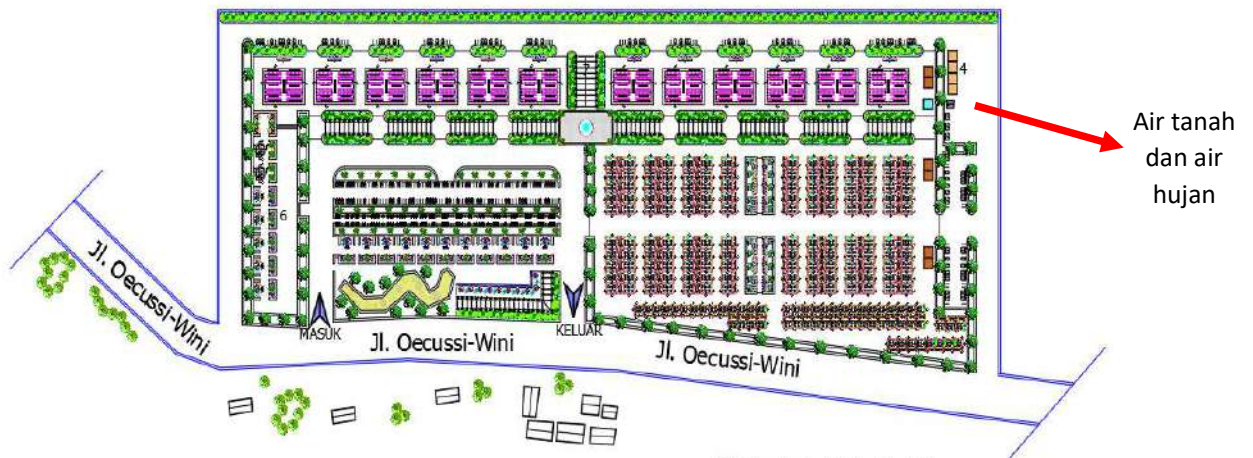 4
Air tanah
dan air
hujan
6
Jl. Oecussi-Wini
MASUK
KELUAR
Jl. Oecussi-Wini
Jl. Oecussi-Wini